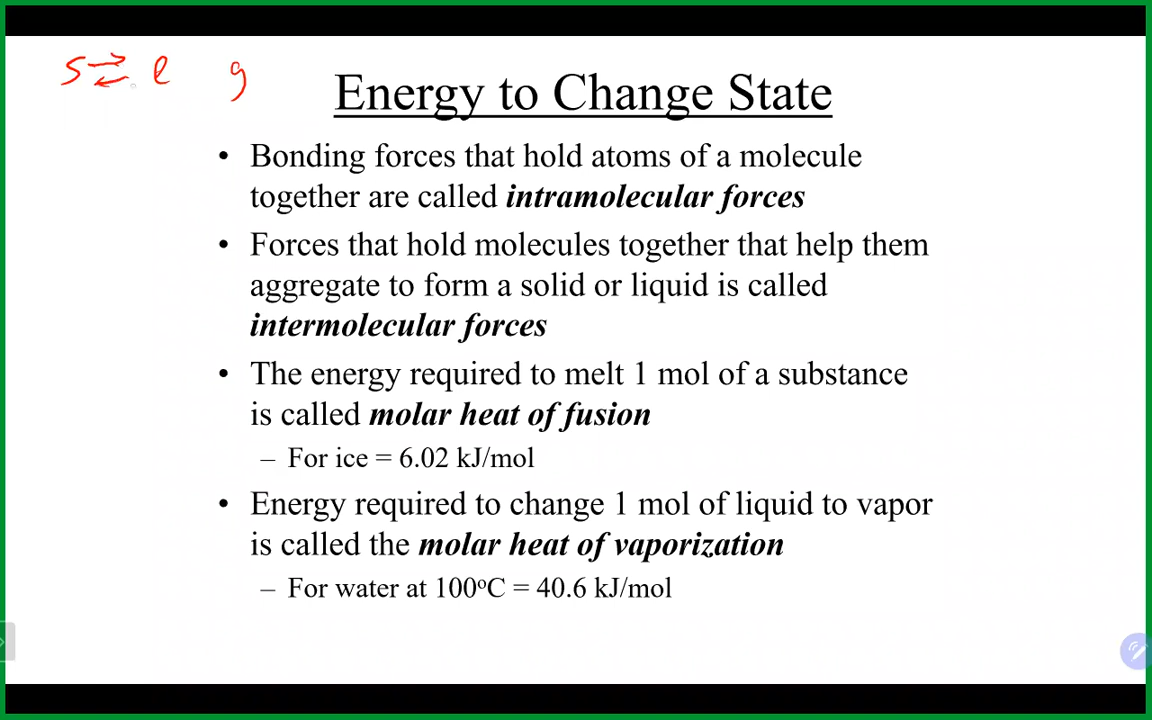 s ⇄ l g
Energy to Change State
• Bonding forces that hold atoms of a molecule
together are called intramolecular forces
• Forces that hold molecules together that help them
aggregate to form a solid or liquid is called
intermolecular forces
• The energy required to melt 1 mol of a substance
is called molar heat of fusion
– For ice = 6.02 kJ/mol
• Energy required to change 1 mol of liquid to vapor
is called the molar heat of vaporization
– For water at 100°C = 40.6 kJ/mol